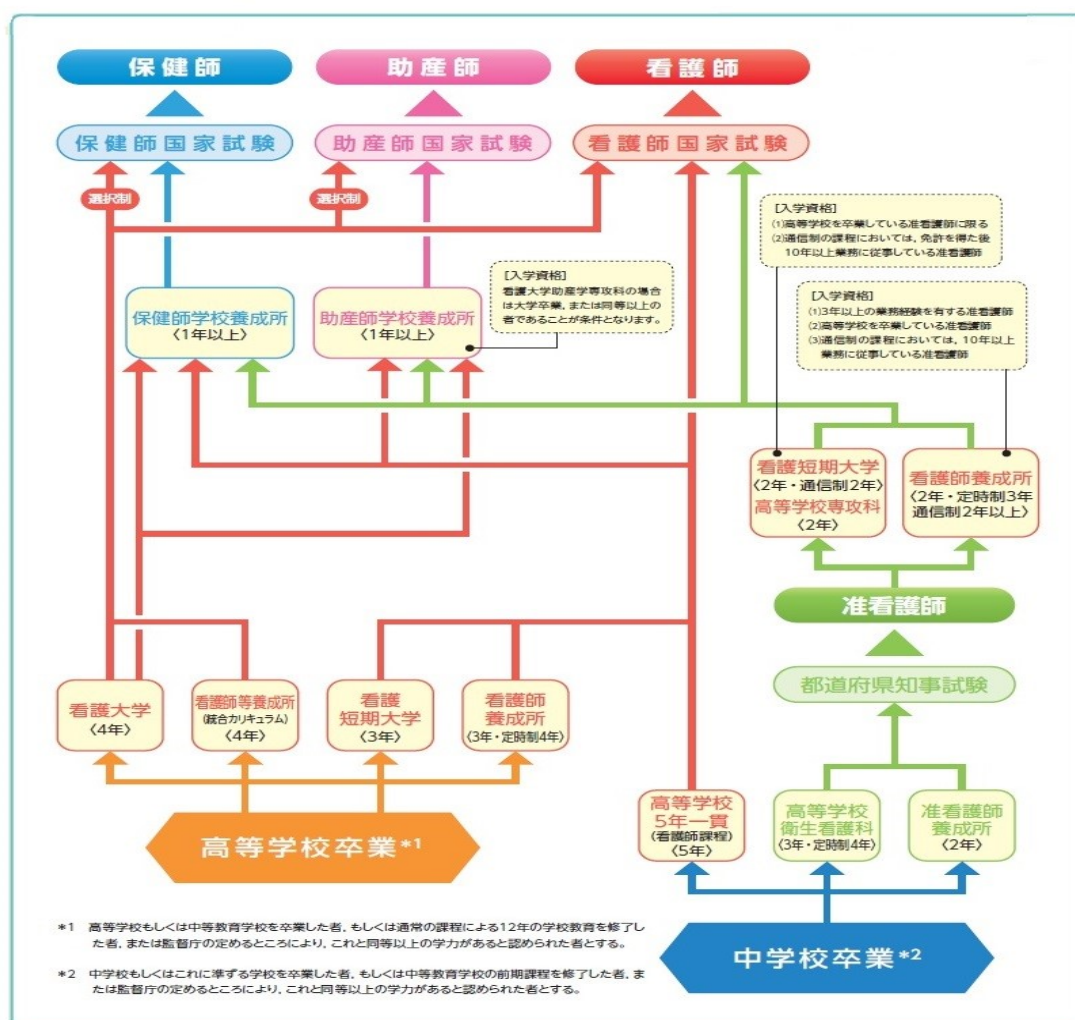 保健師
助産師
看護師
保健師国家試験
助産師国家試験
看護師国家試験
選択制
選択制
[入学資格]
(1)高等学校を卒業している准看護師に限る
(2)通信制の課程においては，免許を得た後
10年以上業務に従事している准看護師
[入学資格]
看護大学助産学専攻科の場合
は大学卒業，または同等以上の
者であることが条件となります。
[入学資格]
(1)3年以上の業務経験を有する准看護師
(2)高等学校を卒業している准看護師
(3)通信制の課程においては，10年以上
業務に従事している准看護師
保健師学校養成所
〈1年以上〉
助産師学校養成所
〈1年以上〉
看護短期大学
〈2年・通信制2年〉
高等学校専攻科
〈2年〉
看護師養成所
〈2年・定時制3年
通信制2年以上〉
准看護師
都道府県知事試験
看護大学
〈4年〉
看護師等養成所
(統合カリキュラム)
〈4年〉
看護
短期大学
〈3年〉
看護師
養成所
〈3年・定時制4年〉
高等学校
5年一貫
(看護師課程)
〈5年〉
高等学校
衛生看護科
〈3年・定時制4年〉
准看護師
養成所
〈2年〉
高等学校卒業*1
中学校卒業*2
*1 高等学校もしくは中等教育学校を卒業した者，もしくは通常の課程による12年の学校教育を修了し
た者，または監督庁の定めるところにより，これと同等以上の学力があると認められた者とする。
*2 中学校もしくはこれに準ずる学校を卒業した者，もしくは中等教育学校の前期課程を修了した者，ま
たは監督庁の定めるところにより，これと同等以上の学力があると認められた者とする。